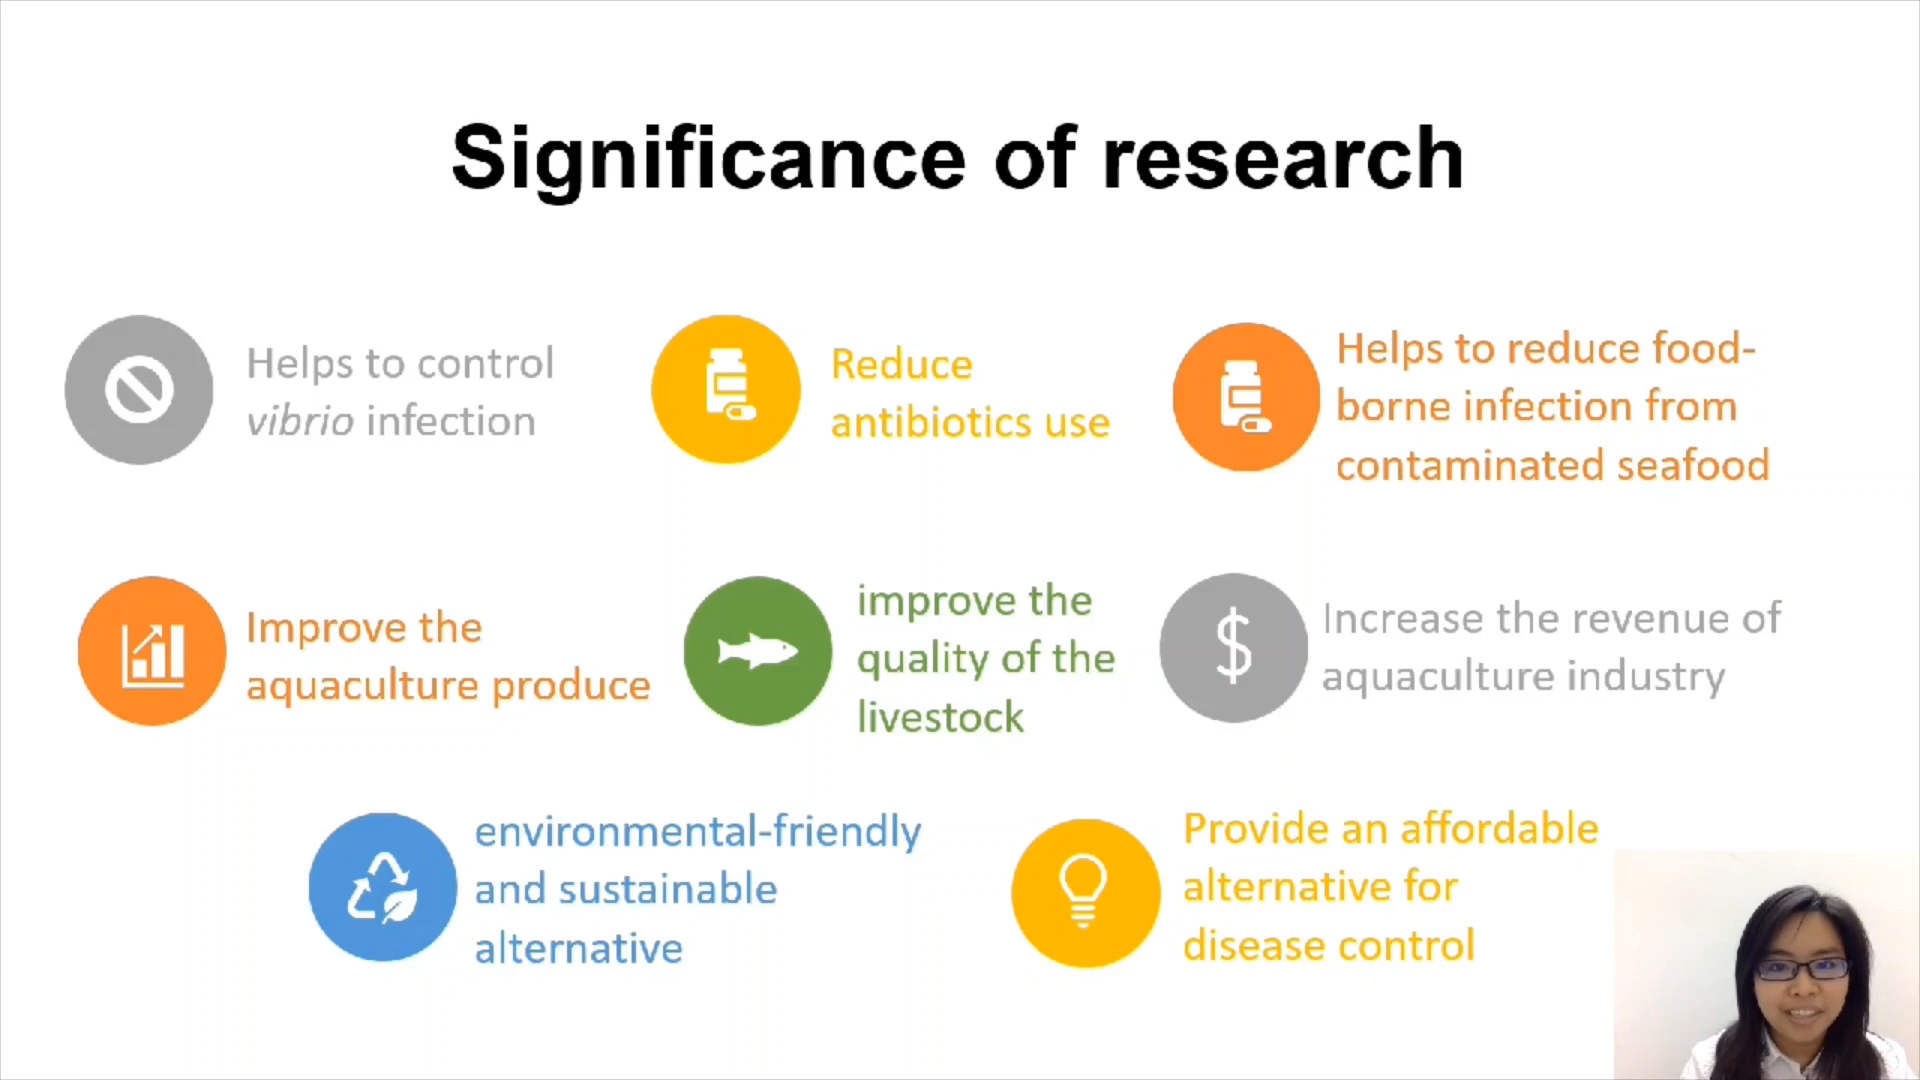 Significance of research
Helps to control
vibrio infection
Reduce
antibiotics use
Helps to reduce food-
borne infection from
contaminated seafood
Improve the
aquaculture produce
improve the
quality of the
livestock
Increase the revenue of
aquaculture industry
environmental-friendly
and sustainable
alternative
Provide an affordable
alternative for
disease control